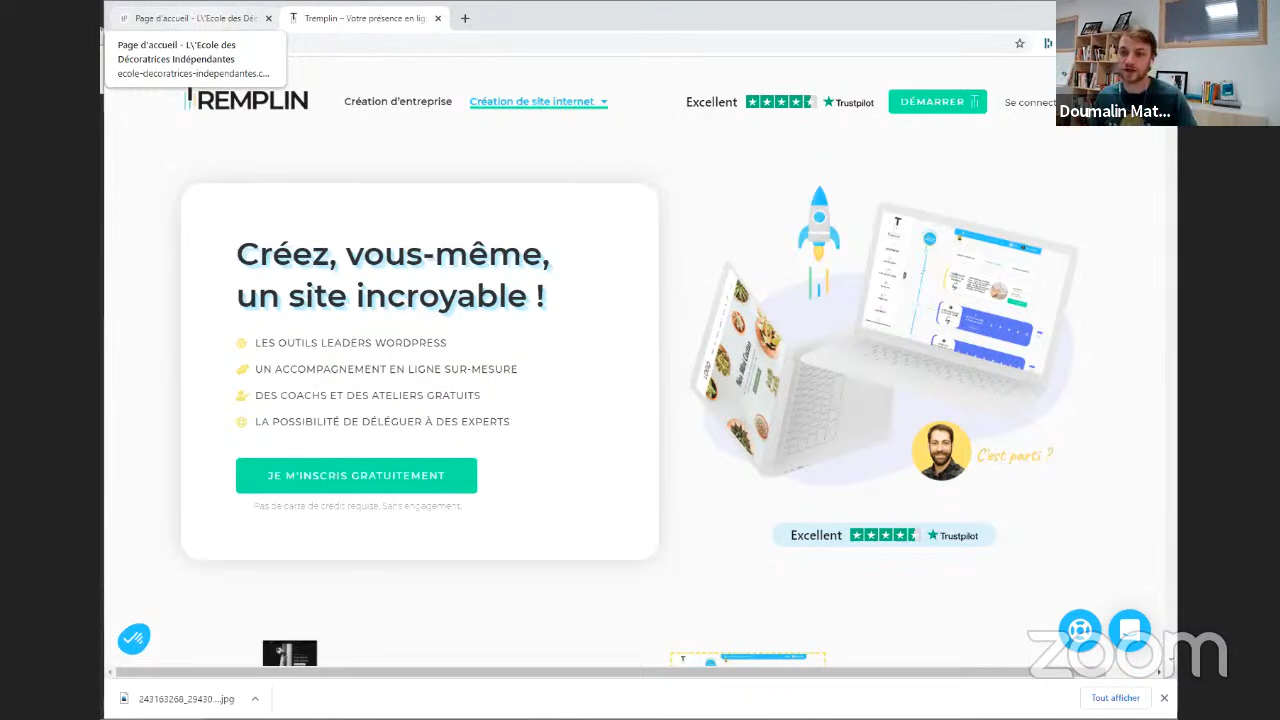 Page d'accueil - L\'Ecole des Déc
Tremplin – Votre présence en lig
Page d'accueil - L\'Ecole des
Décoratrices Indépendantes
ecole-decoratrices-independantes.c...
TREMPLIN
Création d'entreprise
Création de site internet
Excellent
Trustpilot
DÉMARRER
Se connect
Doumalin Mat...
Créez, vous-même,
un site incroyable !
LES OUTILS LEADERS WORDPRESS
UN ACCOMPAGNEMENT EN LIGNE SUR-MESURE
DES COACHS ET DES ATELIERS GRATUITS
LA POSSIBILITÉ DE DÉLÉGUER À DES EXPERTS
JE M'INSCRIS GRATUITEMENT
Pas de carte de crédit requise. Sans engagement.
C'est parti ?
Excellent
Trustpilot
zoom
243163268_29430....jpg
Tout afficher